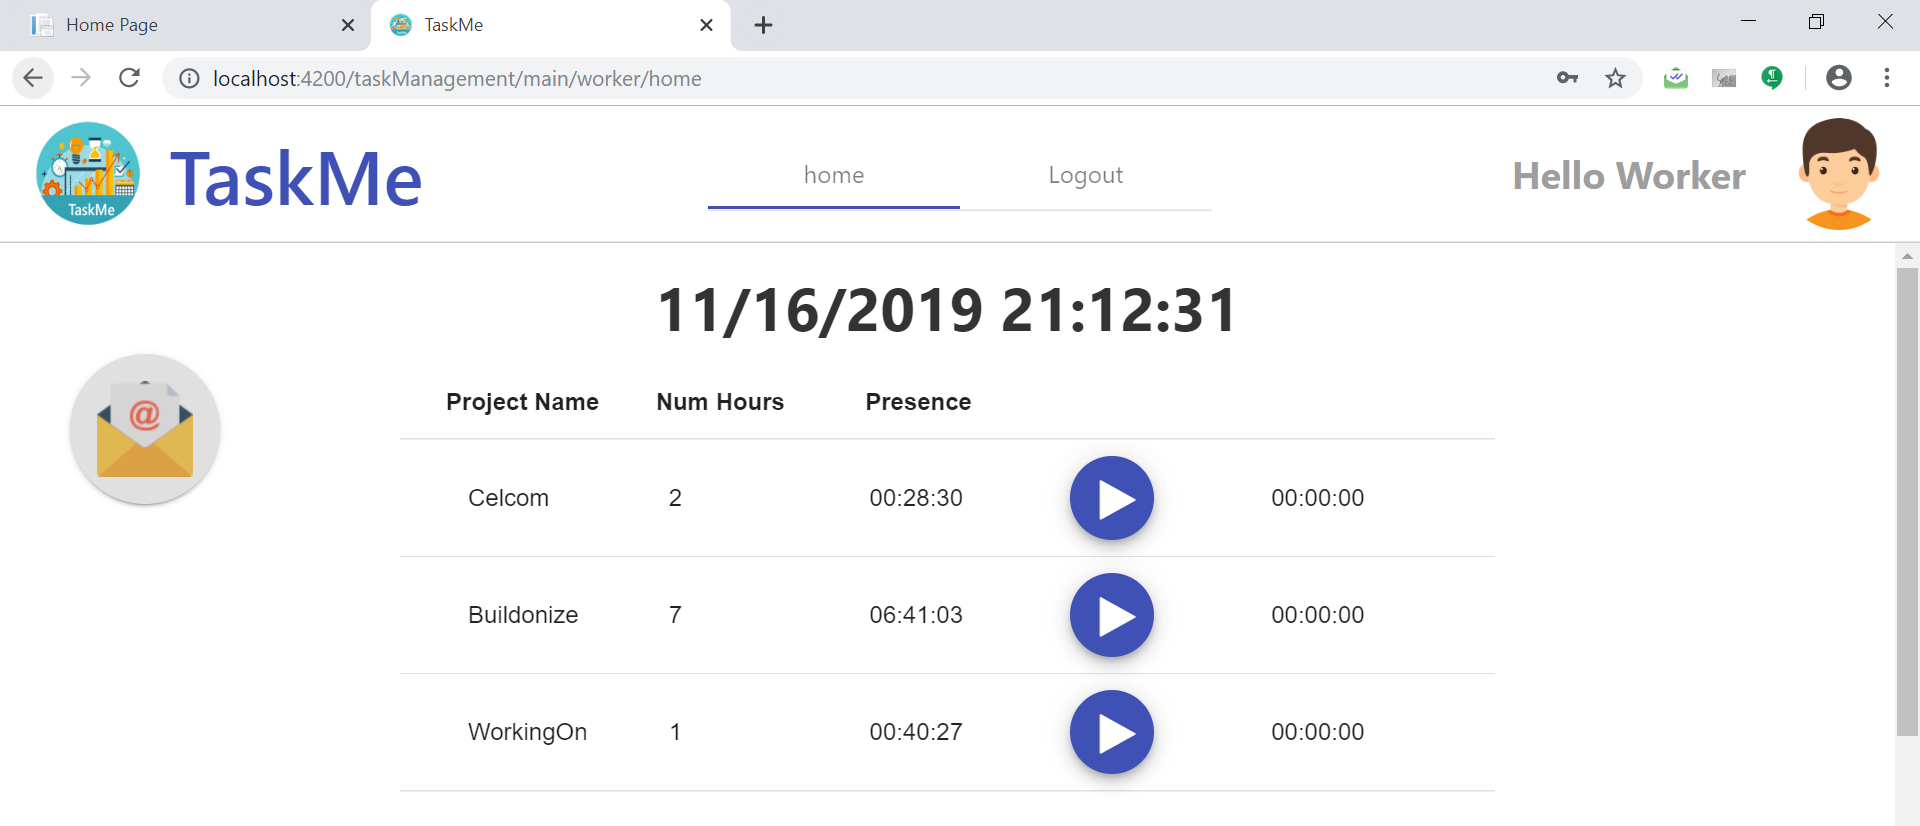 Home Page
TaskMe
localhost:4200/taskManagement/main/worker/home
TaskMe
TaskMe
home
Logout
Hello Worker
11/16/2019 21:12:31
@
Project Name Num Hours Presence
Celcom 2 00:28:30 00:00:00
Buildonize 7 06:41:03 00:00:00
WorkingOn 1 00:40:27 00:00:00